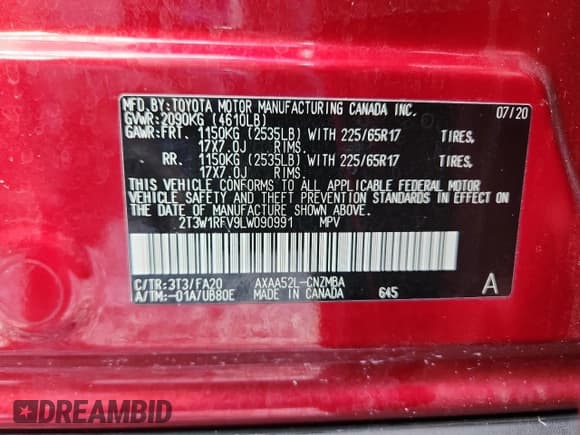 MFD. BY: TOYOTA MOTOR MANUFACTURING CANADA INC. 07/20
GVWR: 2090KG (4610LB)
GAWR: FRT. 1150KG (2535LB) WITH 225/65R17 TIRES,
17X7.0J RIMS.
RR. 1150KG (2535LB) WITH 225/65R17 TIRES,
17X7.0J RIMS.
THIS VEHICLE CONFORMS TO ALL APPLICABLE FEDERAL MOTOR
VEHICLE SAFETY AND THEFT PREVENTION STANDARDS IN EFFECT ON
THE DATE OF MANUFACTURE SHOWN ABOVE.
2T3W1RFV9LW090991 MPV
C/TR: 3T3/FA20 AXAA52L-CNZMBA
A/TM: -01A/UB80E MADE IN CANADA 645 A
DREAMBID